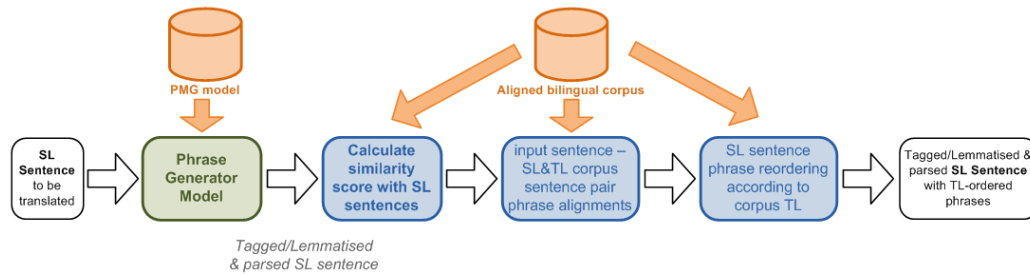 PMG model
Aligned bilingual corpus
SL
Sentence
to be
translated
Phrase
Generator
Model
Calculate
similarity
score with SL
sentences
input sentence –
SL&TL corpus
sentence pair
phrase alignments
SL sentence
phrase reordering
according to
corpus TL
Tagged/Lemmatised &
parsed SL Sentence
with TL-ordered
phrases
Tagged/Lemmatised
& parsed SL sentence